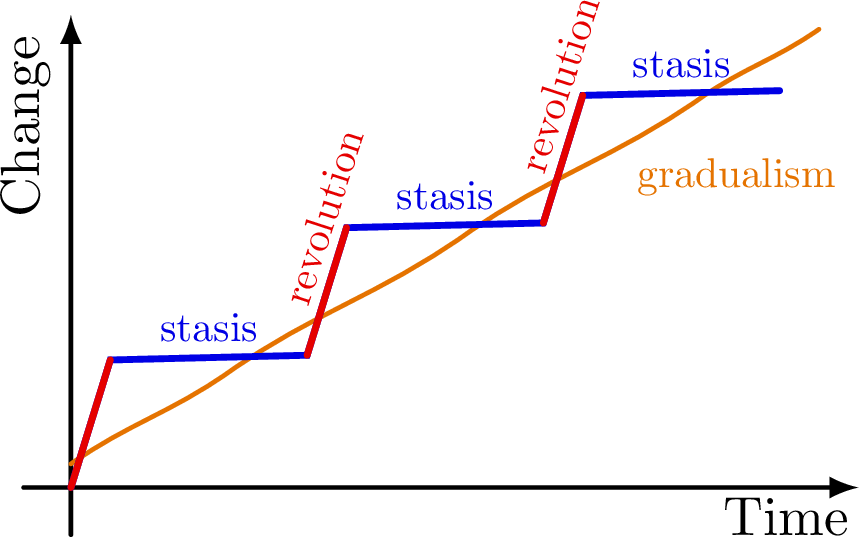 Change
revolution
stasis
revolution
stasis
gradualism
stasis
Time